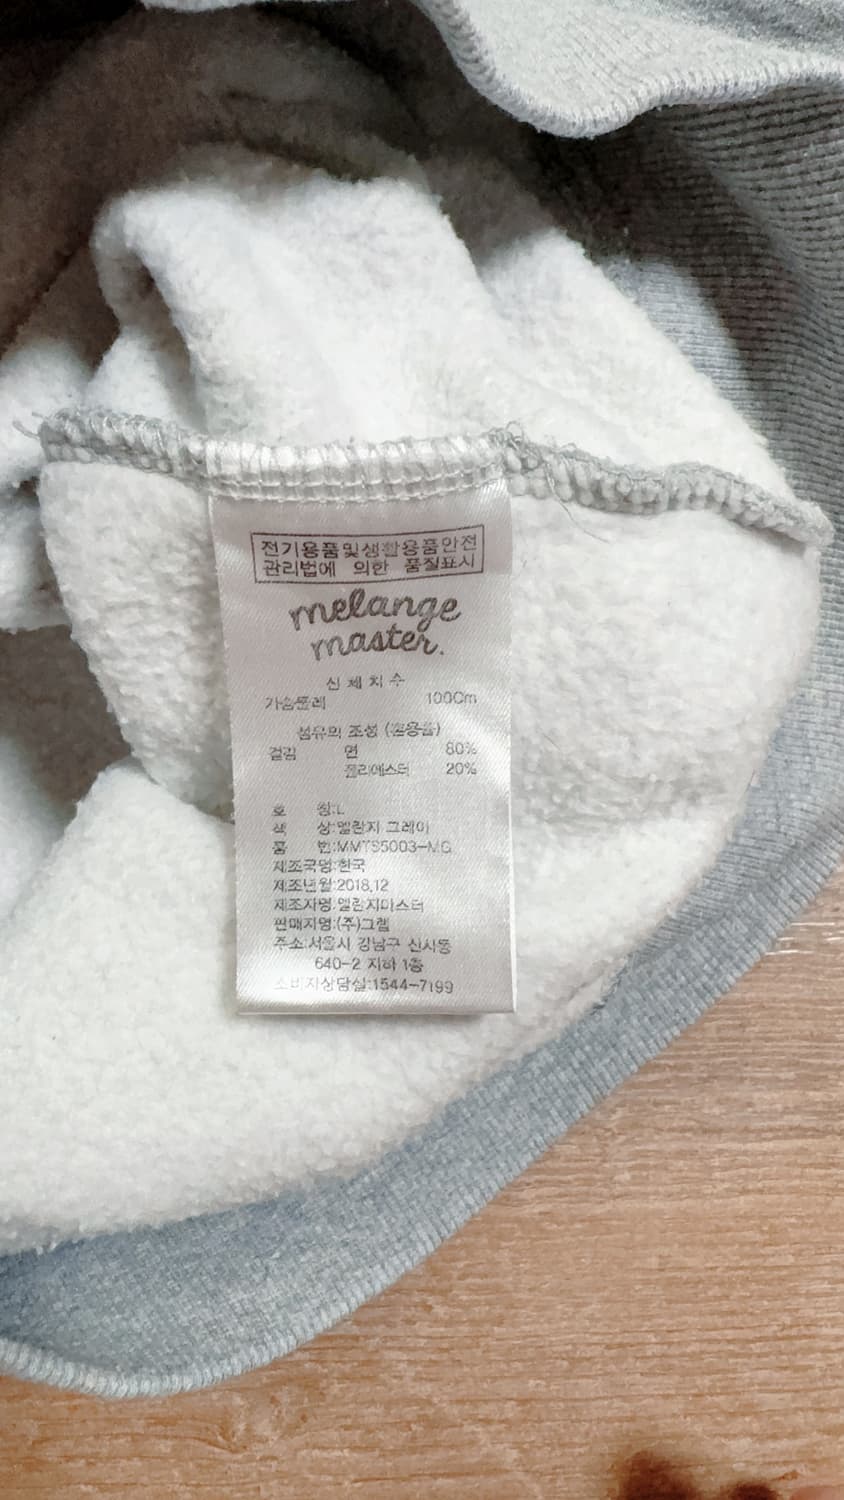 전기용품및생활용품안전
관리법에 의한 품질표시
melange
master.
신체치수
가슴둘레 100Cm
섬유의 조성 (혼용율)
겉감 면 80%
폴리에스터 20%
호 칭:L
색 상:멜란지 그레이
품 번:MMTS5003-MG
제조국명:한국
제조년월:2018.12
제조자명:멜란지마스터
판매자명:(주)그렙
주소:서울시 강남구 신사동
640-2 지하 1층
소비자상담실:1544-7199